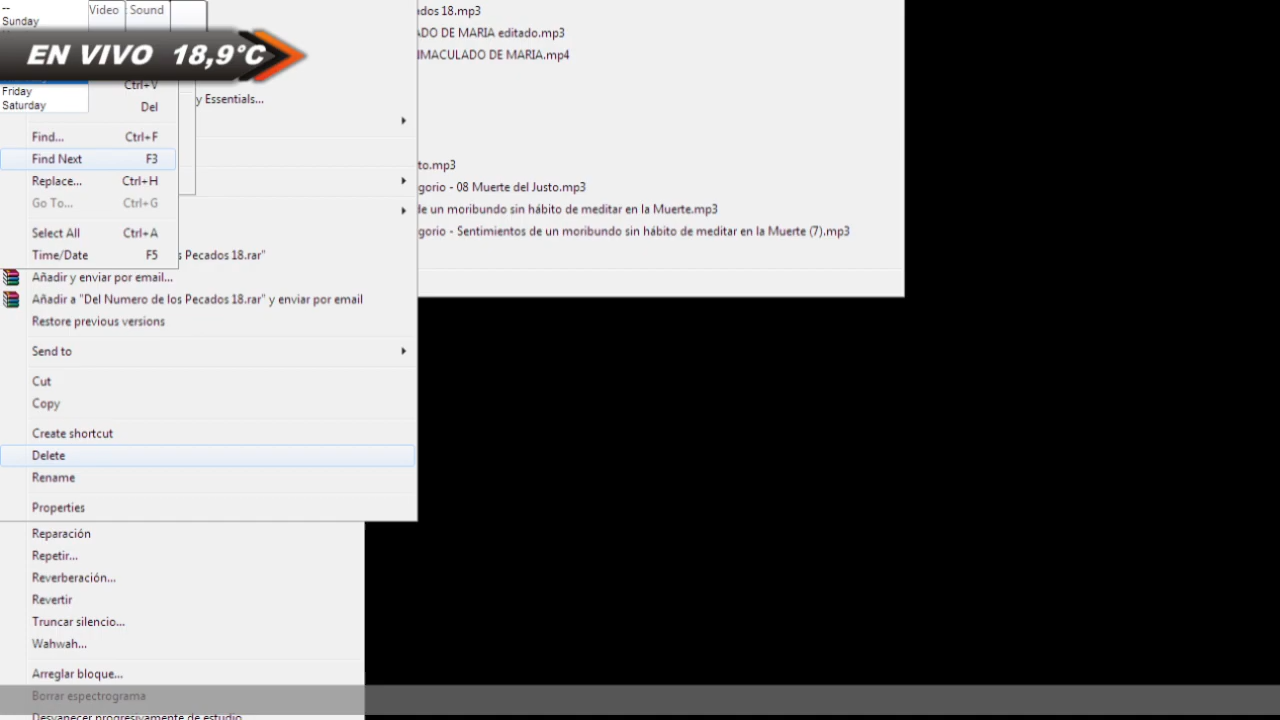 --
Sunday
Video
Sound
EN VIVO 18,9°C
Friday
Saturday
Ctrl+V
Del
Find... Ctrl+F
Find Next F3
Replace... Ctrl+H
Go To... Ctrl+G
Select All Ctrl+A
Time/Date F5
y Essentials...
s Pecados 18.rar"
Añadir y enviar por email...
Añadir a "Del Numero de los Pecados 18.rar" y enviar por email
Restore previous versions
Send to
Cut
Copy
Create shortcut
Delete
Rename
Properties
Reparación
Repetir...
Reverberación...
Revertir
Truncar silencio...
Wahwah...
Arreglar bloque...
Borrar espectrograma
Desvanecer progresivamente de estudio
ados 18.mp3
ADO DE MARIA editado.mp3
IMACULADO DE MARIA.mp4
to.mp3
gorio - 08 Muerte del Justo.mp3
de un moribundo sin hábito de meditar en la Muerte.mp3
gorio - Sentimientos de un moribundo sin hábito de meditar en la Muerte (7).mp3